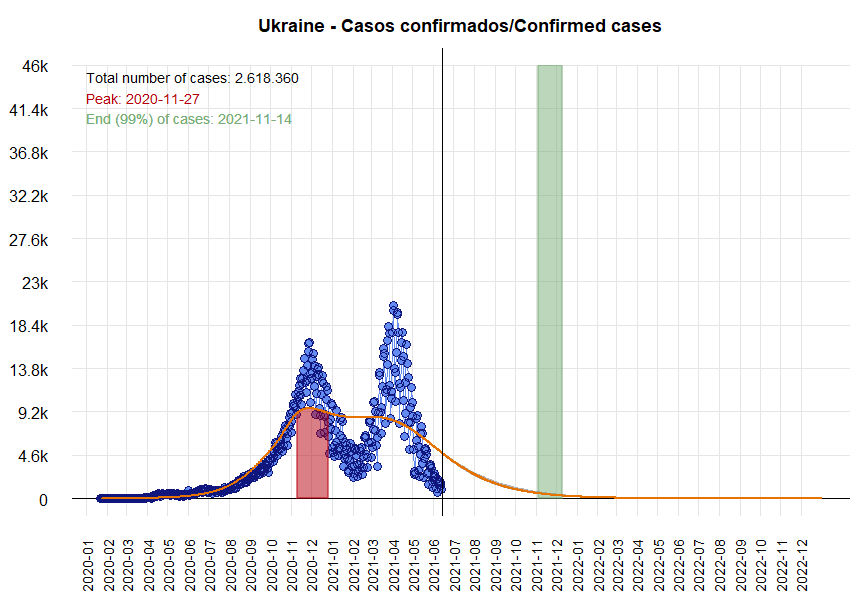 Ukraine - Casos confirmados/Confirmed cases
46k
Total number of cases: 2.618.360
Peak: 2020-11-27
End (99%) of cases: 2021-11-14
41.4k
36.8k
32.2k
27.6k
23k
18.4k
13.8k
9.2k
4.6k
0
2020-01
2020-02
2020-03
2020-04
2020-05
2020-06
2020-07
2020-08
2020-09
2020-10
2020-11
2020-12
2021-01
2021-02
2021-03
2021-04
2021-05
2021-06
2021-07
2021-08
2021-09
2021-10
2021-11
2021-12
2022-01
2022-02
2022-03
2022-04
2022-05
2022-06
2022-07
2022-08
2022-09
2022-10
2022-11
2022-12